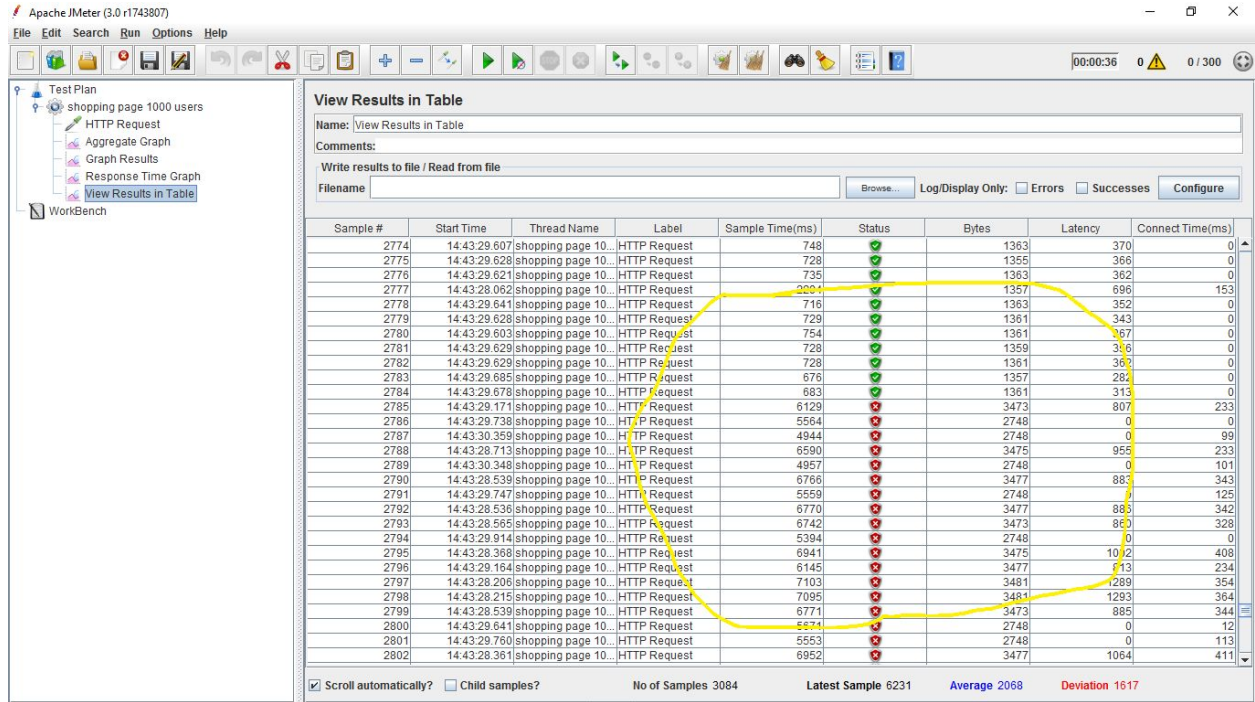 Apache JMeter (3.0 r1743807)
File Edit Search Run Options Help
00:00:36 0 0 / 300
Test Plan
shopping page 1000 users
HTTP Request
Aggregate Graph
Graph Results
Response Time Graph
View Results in Table
WorkBench
View Results in Table
Name: View Results in Table
Comments:
Write results to file / Read from file
Filename Browse... Log/Display Only: Errors Successes Configure
Sample # Start Time Thread Name Label Sample Time(ms) Status Bytes Latency Connect Time(ms)
2774 14:43:29.607 shopping page 10... HTTP Request 748 1363 370 0
2775 14:43:29.628 shopping page 10... HTTP Request 728 1355 366 0
2776 14:43:29.621 shopping page 10... HTTP Request 735 1363 362 0
2777 14:43:28.062 shopping page 10... HTTP Request 1357 696 153
2778 14:43:29.641 shopping page 10... HTTP Request 716 1363 352 0
2779 14:43:29.628 shopping page 10... HTTP Request 729 1361 343 0
2780 14:43:29.603 shopping page 10... HTTP Request 754 1361 0
2781 14:43:29.629 shopping page 10... HTTP Request 728 1359 0
2782 14:43:29.629 shopping page 10... HTTP Request 728 1361 0
2783 14:43:29.685 shopping page 10... HTTP Request 676 1357 282 0
2784 14:43:29.678 shopping page 10... HTTP Request 683 1361 313 0
2785 14:43:29.171 shopping page 10... HTTP Request 6129 3473 807 233
2786 14:43:29.738 shopping page 10... HTTP Request 5564 2748 0 0
2787 14:43:30.359 shopping page 10... HTTP Request 4944 2748 0 99
2788 14:43:28.713 shopping page 10... HTTP Request 6590 3475 955 233
2789 14:43:30.348 shopping page 10... HTTP Request 4957 2748 0 101
2790 14:43:28.539 shopping page 10... HTTP Request 6766 3477 883 343
2791 14:43:29.747 shopping page 10... HTTP Request 5559 2748 125
2792 14:43:28.536 shopping page 10... HTTP Request 6770 3477 342
2793 14:43:28.565 shopping page 10... HTTP Request 6742 3473 860 328
2794 14:43:29.914 shopping page 10... HTTP Request 5394 2748 0 0
2795 14:43:28.368 shopping page 10... HTTP Request 6941 3475 408
2796 14:43:29.164 shopping page 10... HTTP Request 6145 3477 234
2797 14:43:28.206 shopping page 10... HTTP Request 7103 3481 1289 354
2798 14:43:28.215 shopping page 10... HTTP Request 7095 3481 1293 364
2799 14:43:28.539 shopping page 10... HTTP Request 6771 3473 885 344
2800 14:43:29.641 shopping page 10... HTTP Request 5671 2748 0 12
2801 14:43:29.760 shopping page 10... HTTP Request 5553 2748 0 113
2802 14:43:28.361 shopping page 10... HTTP Request 6952 3477 1064 411
Scroll automatically? Child samples? No of Samples 3084 Latest Sample 6231 Average 2068 Deviation 1617